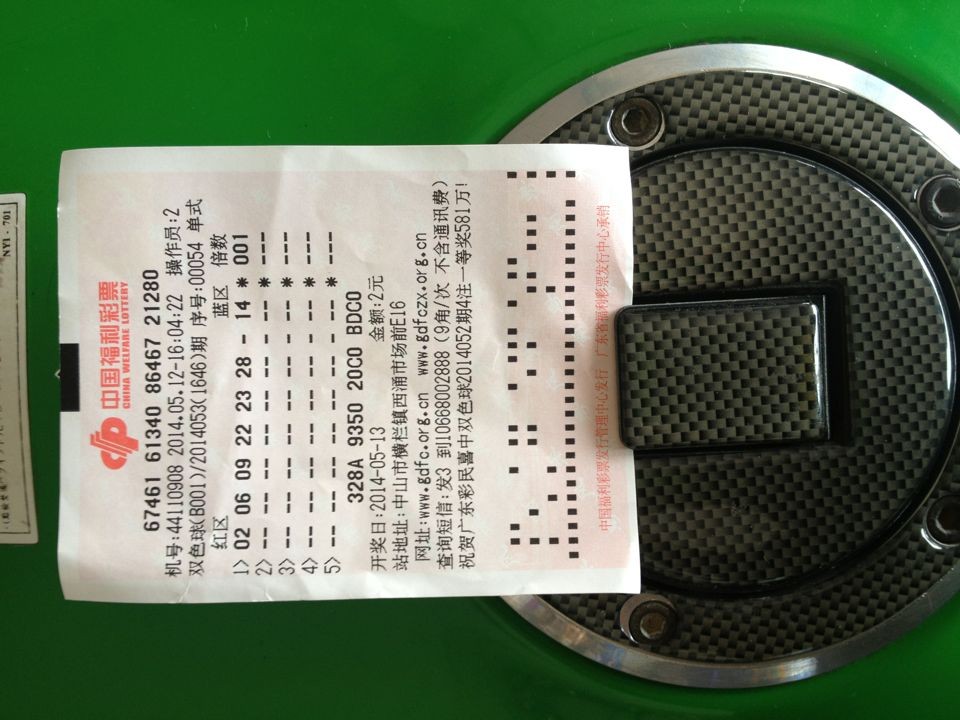 中国福利彩票
CHINA WELFARE LOTTERY
67461 61340 86467 21280
机号:44110908 2014.05.12-16:04:22 操作员:2
双色球(B001)/2014053(1646)期 序号:00054 单式
红区 蓝区 倍数
1> 02 06 09 22 23 28 - 14 * 001
2> -- -- -- -- -- -- - -- * ---
3> -- -- -- -- -- -- - -- * ---
4> -- -- -- -- -- -- - -- * ---
5> -- -- -- -- -- -- - -- * ---
328A 9350 20C0 BDC0
开奖日:2014-05-13 金额:2元
站地址:中山市横栏镇西涌市场前E16
网址:www.gdfc.org.cn www.gdfczx.org.cn
查询短信:发3 到10668002888(9角/次 不含通讯费)
祝贺广东彩民喜中双色球2014052期4注一等奖581万!
中国福利彩票发行管理中心发行 广东省福利彩票发行中心承销
NYI-701